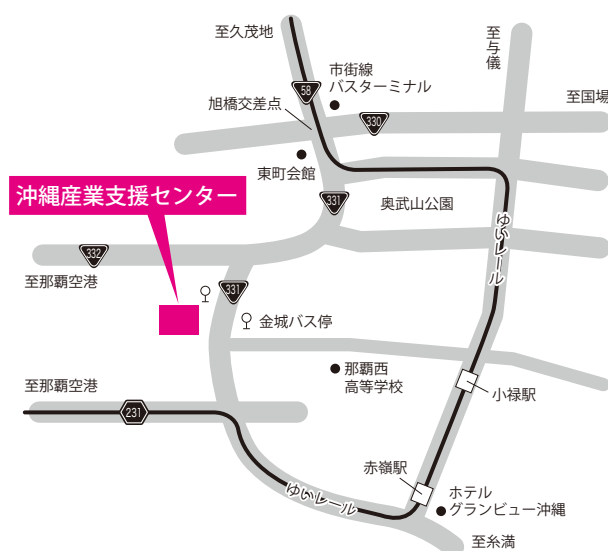 至久茂地
至与儀
市街線
バスターミナル
58
至国場
旭橋交差点
330
東町会館
沖縄産業支援センター
331
奥武山公園
ゆいレール
332
至那覇空港
331
金城バス停
那覇西
高等学校
至那覇空港
小禄駅
231
赤嶺駅
ゆいレール
ホテル
グランビュー沖縄
至糸満